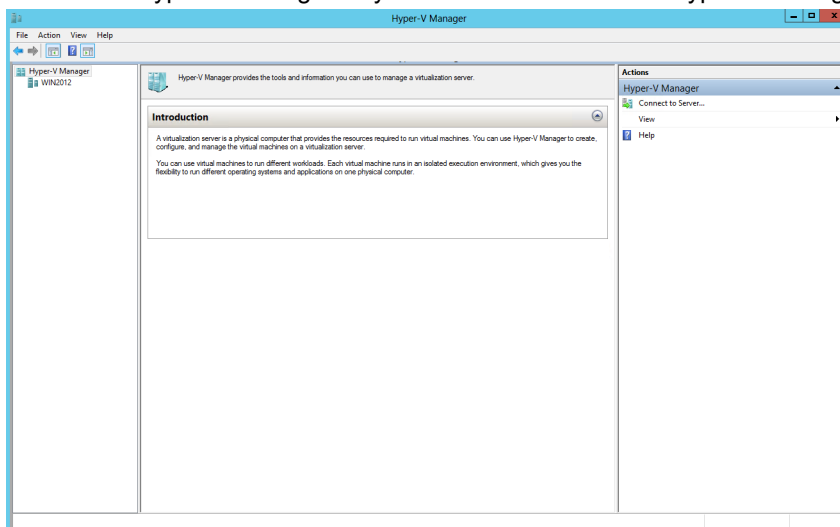 Hyper-V Manager
File Action View Help
Hyper-V Manager
WIN2012
Hyper-V Manager provides the tools and information you can use to manage a virtualization server.
Introduction
A virtualization server is a physical computer that provides the resources required to run virtual machines. You can use Hyper-V Manager to create,
configure, and manage the virtual machines on a virtualization server.
You can use virtual machines to run different workloads. Each virtual machine runs in an isolated execution environment, which gives you the
flexibility to run different operating systems and applications on one physical computer.
Actions
Hyper-V Manager
Connect to Server...
View
Help